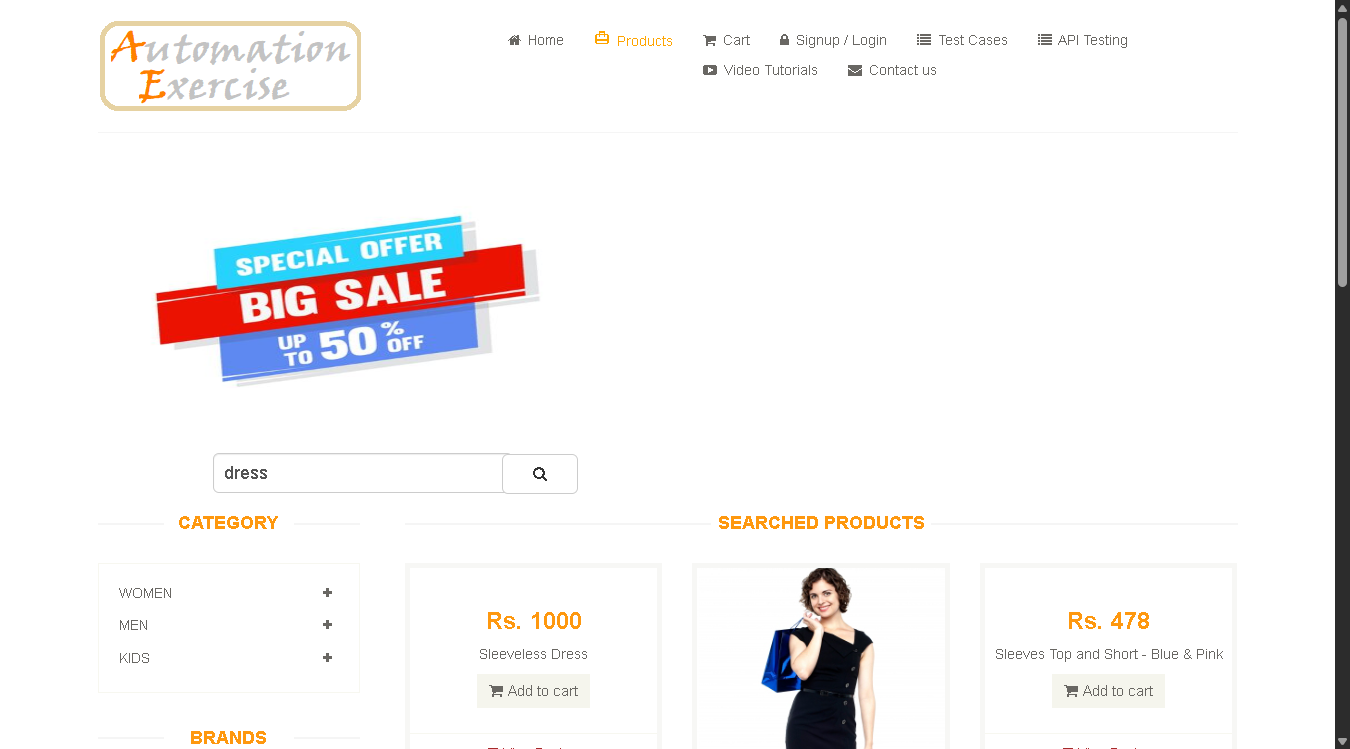 Automation
Exercise
Home
Products
Cart
Signup / Login
Test Cases
API Testing
Video Tutorials
Contact us
SPECIAL OFFER
BIG SALE
UP TO 50% OFF
dress
CATEGORY
SEARCHED PRODUCTS
WOMEN
MEN
KIDS
BRANDS
Rs. 1000
Sleeveless Dress
Add to cart
Rs. 478
Sleeves Top and Short - Blue & Pink
Add to cart